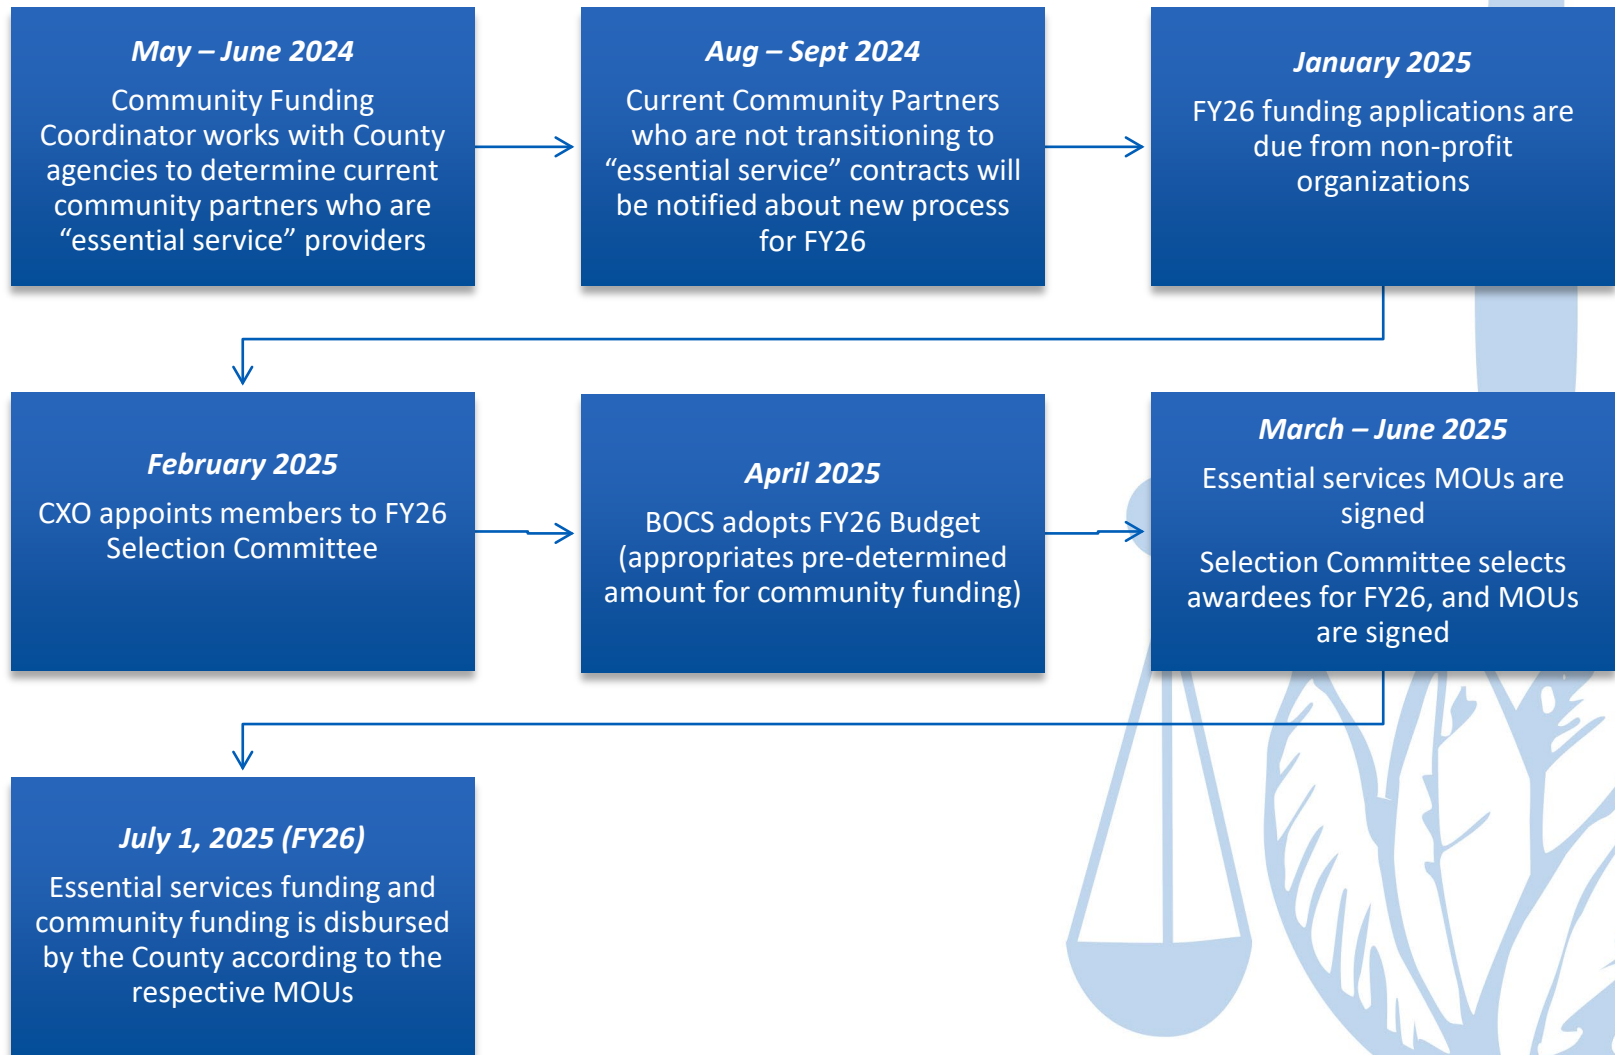 May – June 2024
Community Funding
Coordinator works with County
agencies to determine current
community partners who are
“essential service” providers
Aug – Sept 2024
Current Community Partners
who are not transitioning to
“essential service” contracts will
be notified about new process
for FY26
January 2025
FY26 funding applications are
due from non-profit
organizations
February 2025
CXO appoints members to FY26
Selection Committee
April 2025
BOCS adopts FY26 Budget
(appropriates pre-determined
amount for community funding)
March – June 2025
Essential services MOUs are
signed
Selection Committee selects
awardees for FY26, and MOUs
are signed
July 1, 2025 (FY26)
Essential services funding and
community funding is disbursed
by the County according to the
respective MOUs